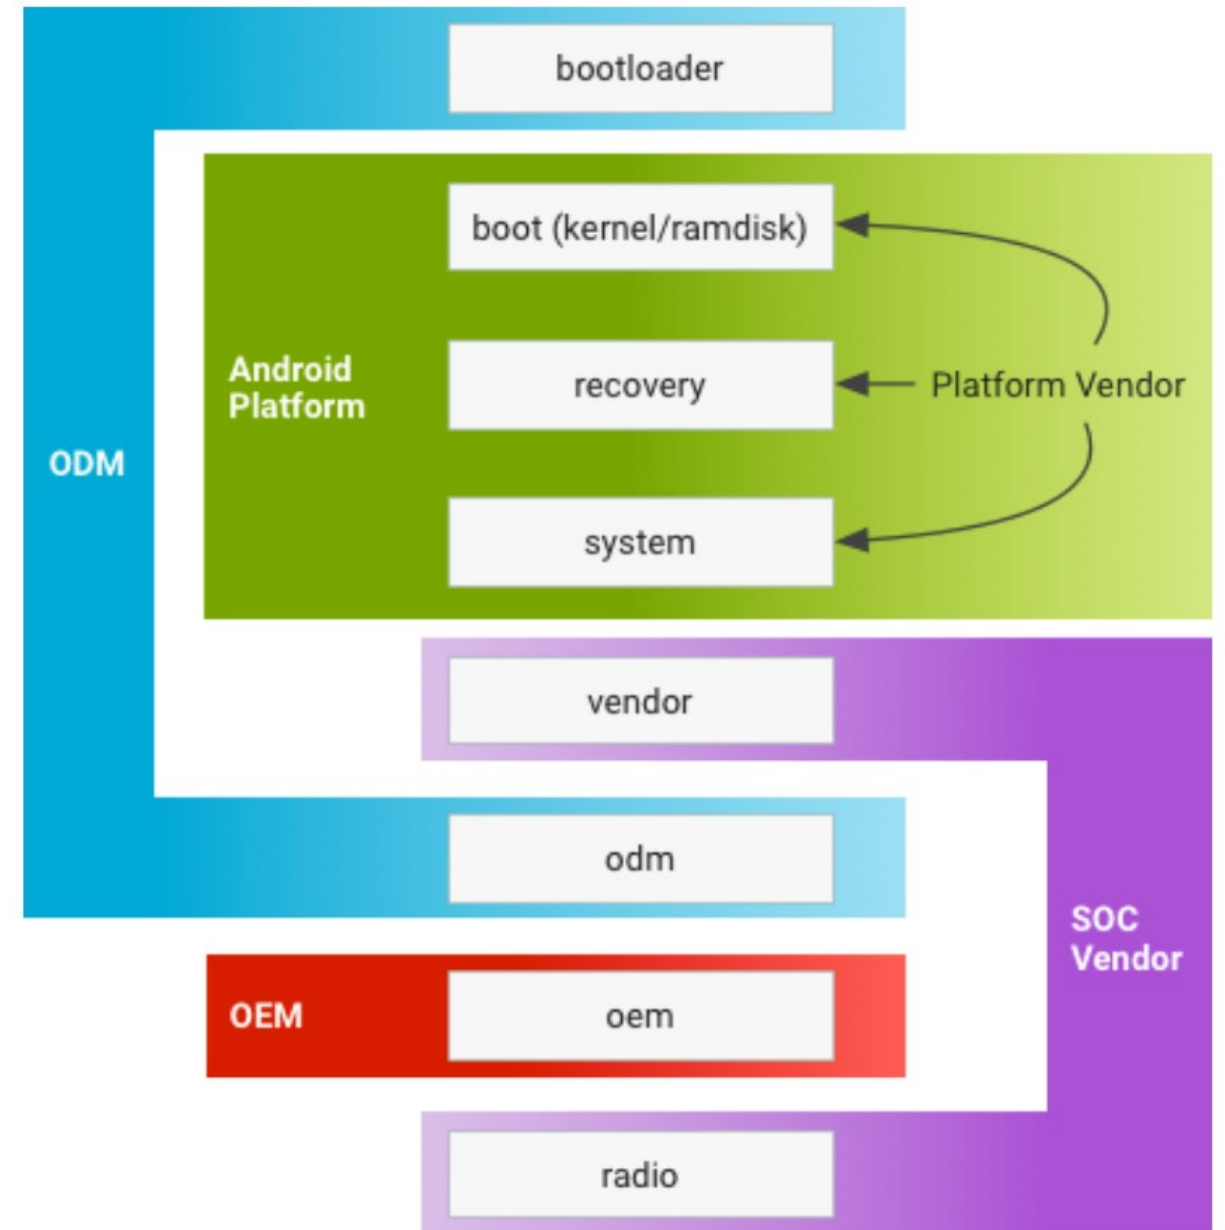 bootloader
boot (kernel/ramdisk)
Android
Platform
recovery
Platform Vendor
ODM
system
vendor
odm
SOC
Vendor
OEM
oem
radio